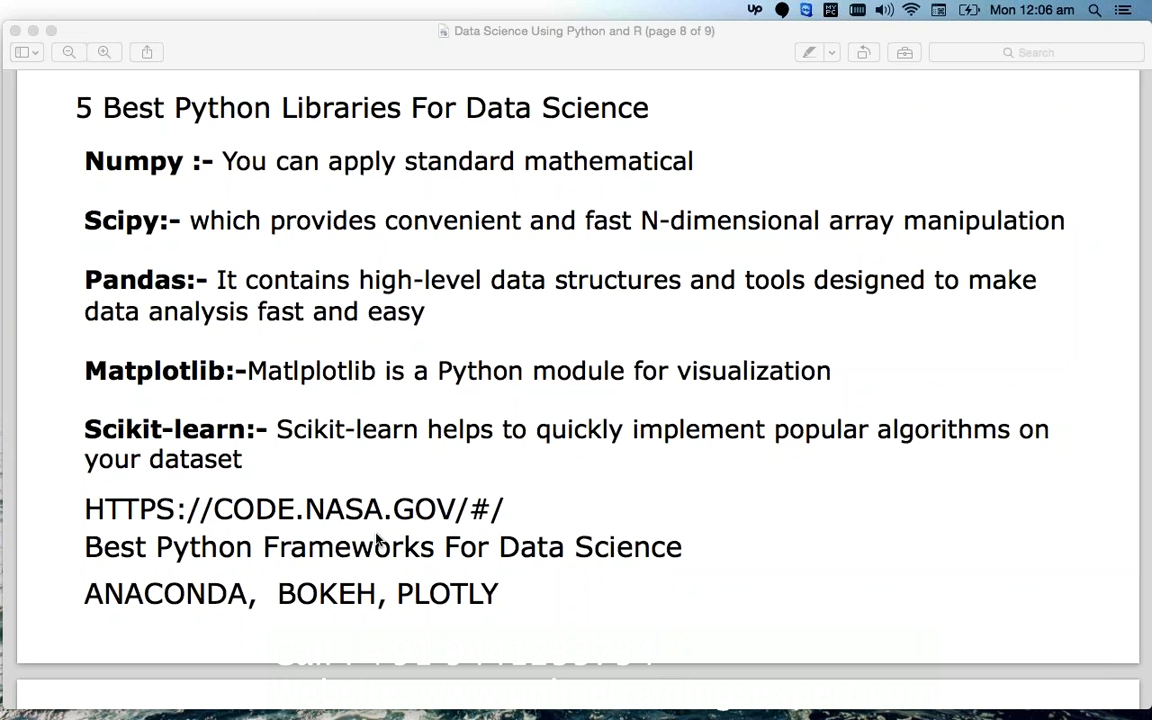 UP MY PC Mon 12:06 am
Data Science Using Python and R (page 8 of 9)
Search
5 Best Python Libraries For Data Science
Numpy :- You can apply standard mathematical
Scipy:- which provides convenient and fast N-dimensional array manipulation
Pandas:- It contains high-level data structures and tools designed to make
data analysis fast and easy
Matplotlib:-Matlplotlib is a Python module for visualization
Scikit-learn:- Scikit-learn helps to quickly implement popular algorithms on
your dataset
HTTPS://CODE.NASA.GOV/#/
Best Python Frameworks For Data Science
ANACONDA, BOKEH, PLOTLY